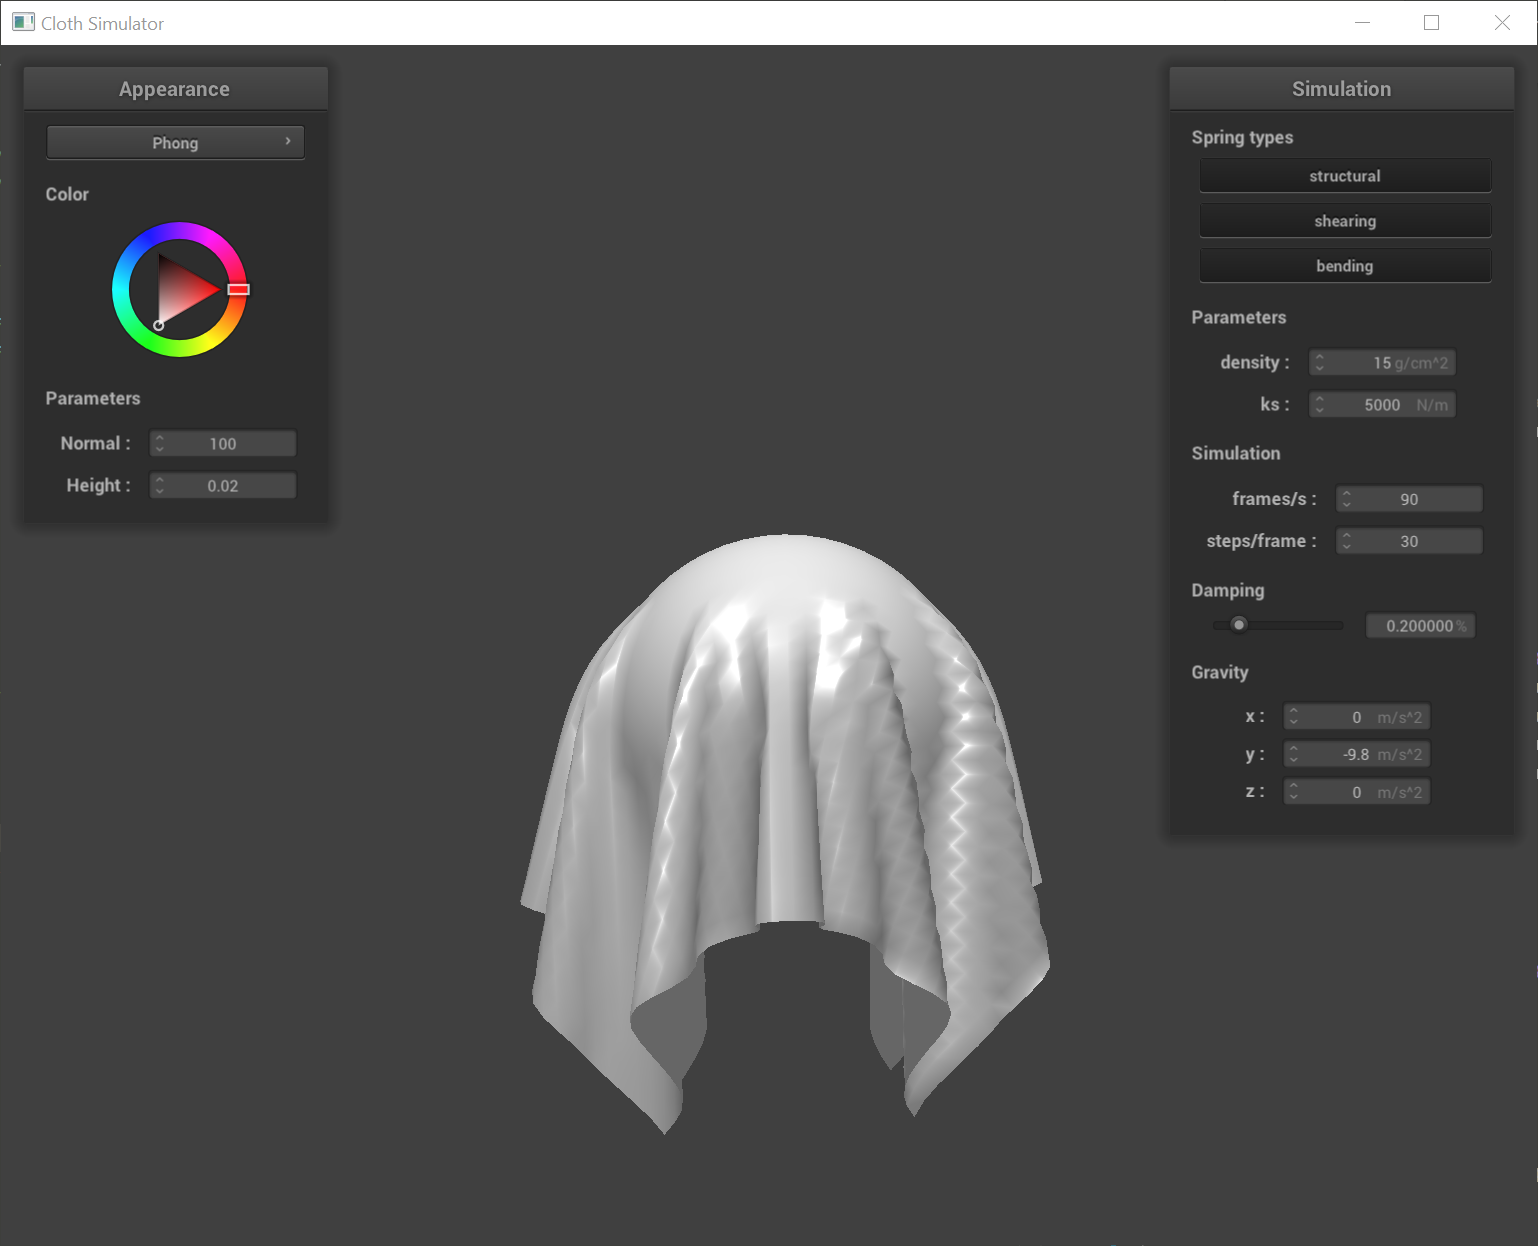 Cloth Simulator
Appearance
Phong
Color
Parameters
Normal : 100
Height : 0.02
Simulation
Spring types
structural
shearing
bending
Parameters
density : 15 g/cm^2
ks : 5000 N/m
Simulation
frames/s : 90
steps/frame : 30
Damping
0.200000 %
Gravity
x : 0 m/s^2
y : -9.8 m/s^2
z : 0 m/s^2